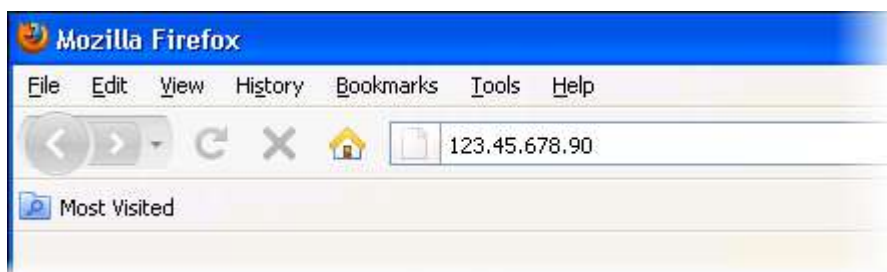 Mozilla Firefox
File Edit View History Bookmarks Tools Help
123.45.678.90
Most Visited